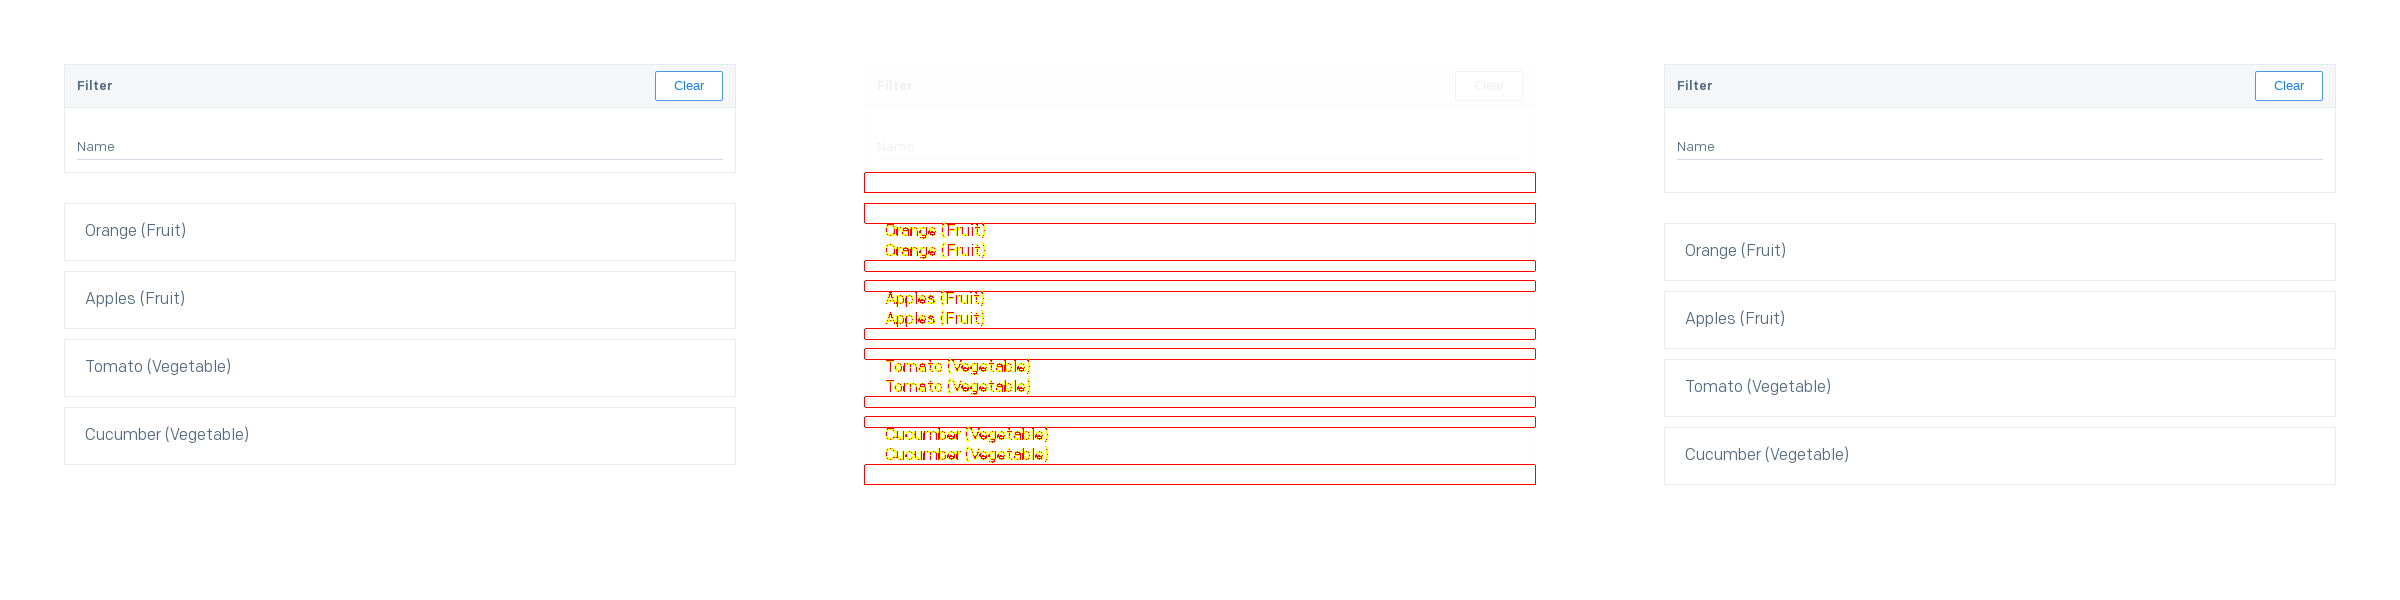 Filter
Clear
Name
Orange (Fruit)
Apples (Fruit)
Tomato (Vegetable)
Cucumber (Vegetable)
Filter
Clear
Name
Orange (Fruit)
Orange (Fruit)
Apples (Fruit)
Apples (Fruit)
Tomato (Vegetable)
Tomato (Vegetable)
Cucumber (Vegetable)
Cucumber (Vegetable)
Filter
Clear
Name
Orange (Fruit)
Apples (Fruit)
Tomato (Vegetable)
Cucumber (Vegetable)